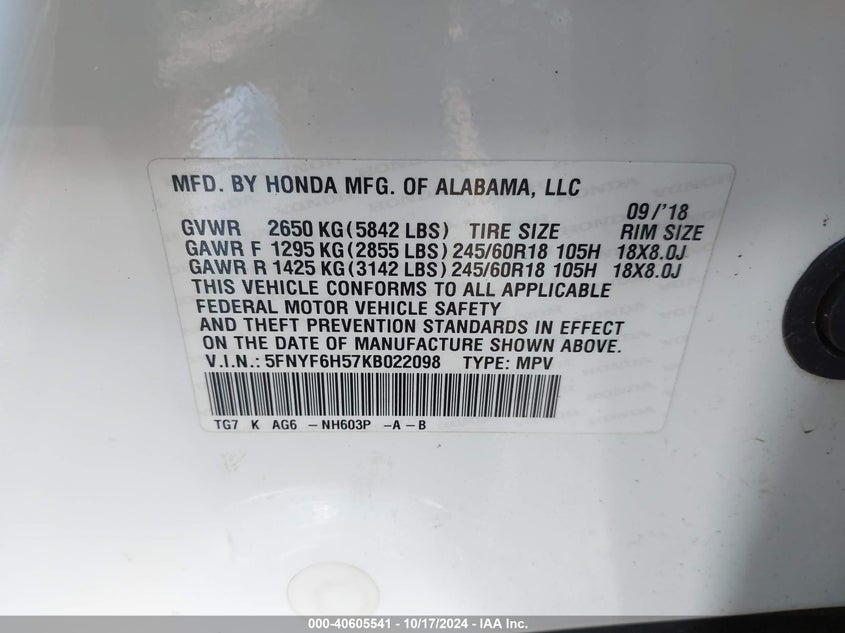 MFD. BY HONDA MFG. OF ALABAMA, LLC
09/'18
GVWR 2650 KG(5842 LBS) TIRE SIZE RIM SIZE
GAWR F 1295 KG(2855 LBS) 245/60R18 105H 18X8.0J
GAWR R 1425 KG(3142 LBS) 245/60R18 105H 18X8.0J
THIS VEHICLE CONFORMS TO ALL APPLICABLE
FEDERAL MOTOR VEHICLE SAFETY
AND THEFT PREVENTION STANDARDS IN EFFECT
ON THE DATE OF MANUFACTURE SHOWN ABOVE.
V.I.N.: 5FNYF6H57KB022098 TYPE: MPV
TG7 K AG6 -NH603P -A-B
000-40605541 - 10/17/2024 - IAA Inc.